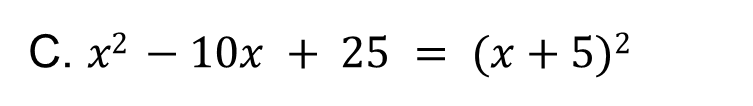 C. x² − 10x + 25 = (x + 5)²